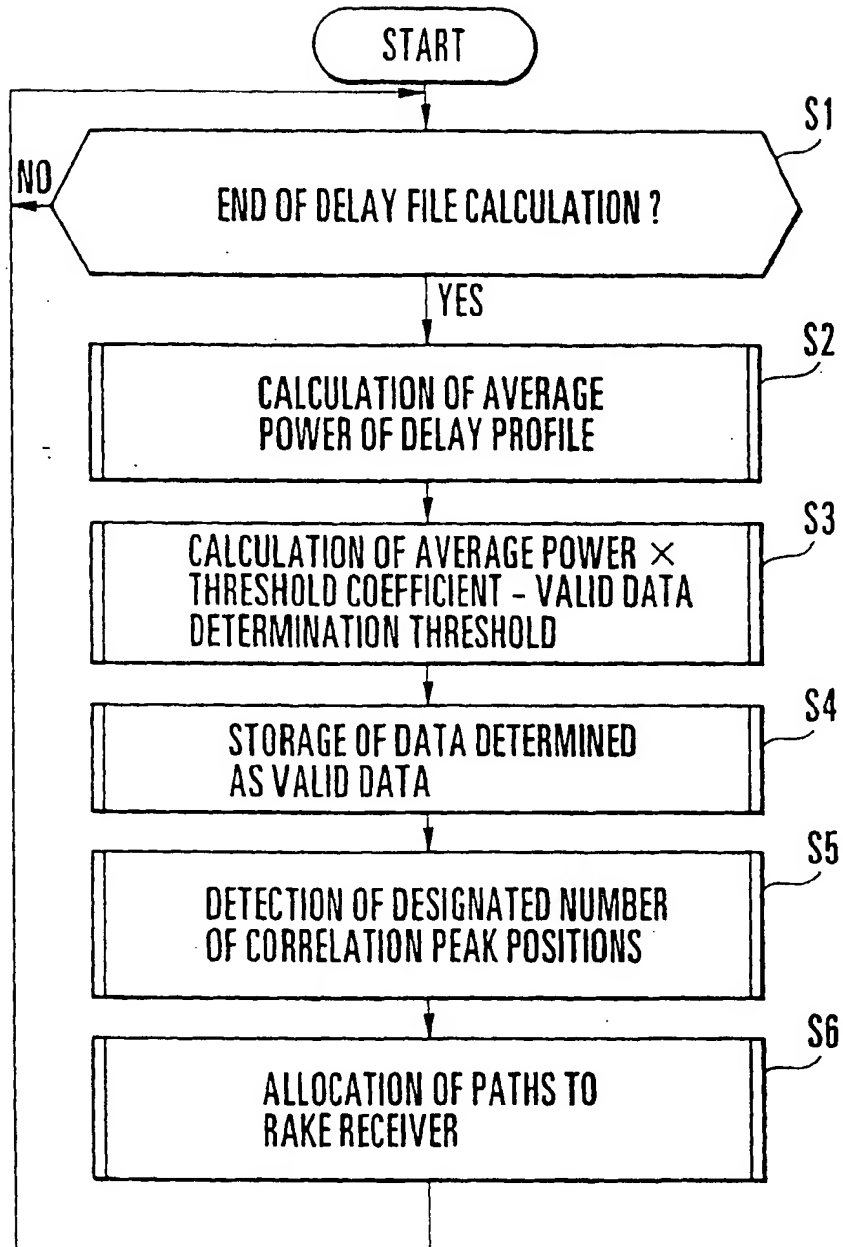 START
S1
NO
END OF DELAY FILE CALCULATION ?
YES
S2
CALCULATION OF AVERAGE
POWER OF DELAY PROFILE
S3
CALCULATION OF AVERAGE POWER ×
THRESHOLD COEFFICIENT - VALID DATA
DETERMINATION THRESHOLD
S4
STORAGE OF DATA DETERMINED
AS VALID DATA
S5
DETECTION OF DESIGNATED NUMBER
OF CORRELATION PEAK POSITIONS
S6
ALLOCATION OF PATHS TO
RAKE RECEIVER